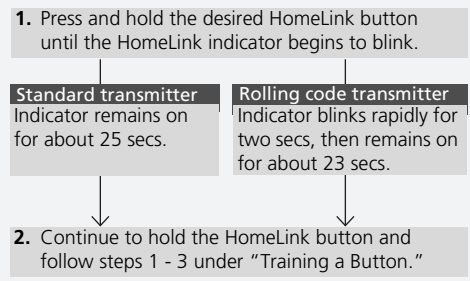 1. Press and hold the desired HomeLink button
until the HomeLink indicator begins to blink.
Standard transmitter
Indicator remains on
for about 25 secs.
Rolling code transmitter
Indicator blinks rapidly for
two secs, then remains on
for about 23 secs.
2. Continue to hold the HomeLink button and
follow steps 1 - 3 under “Training a Button.”